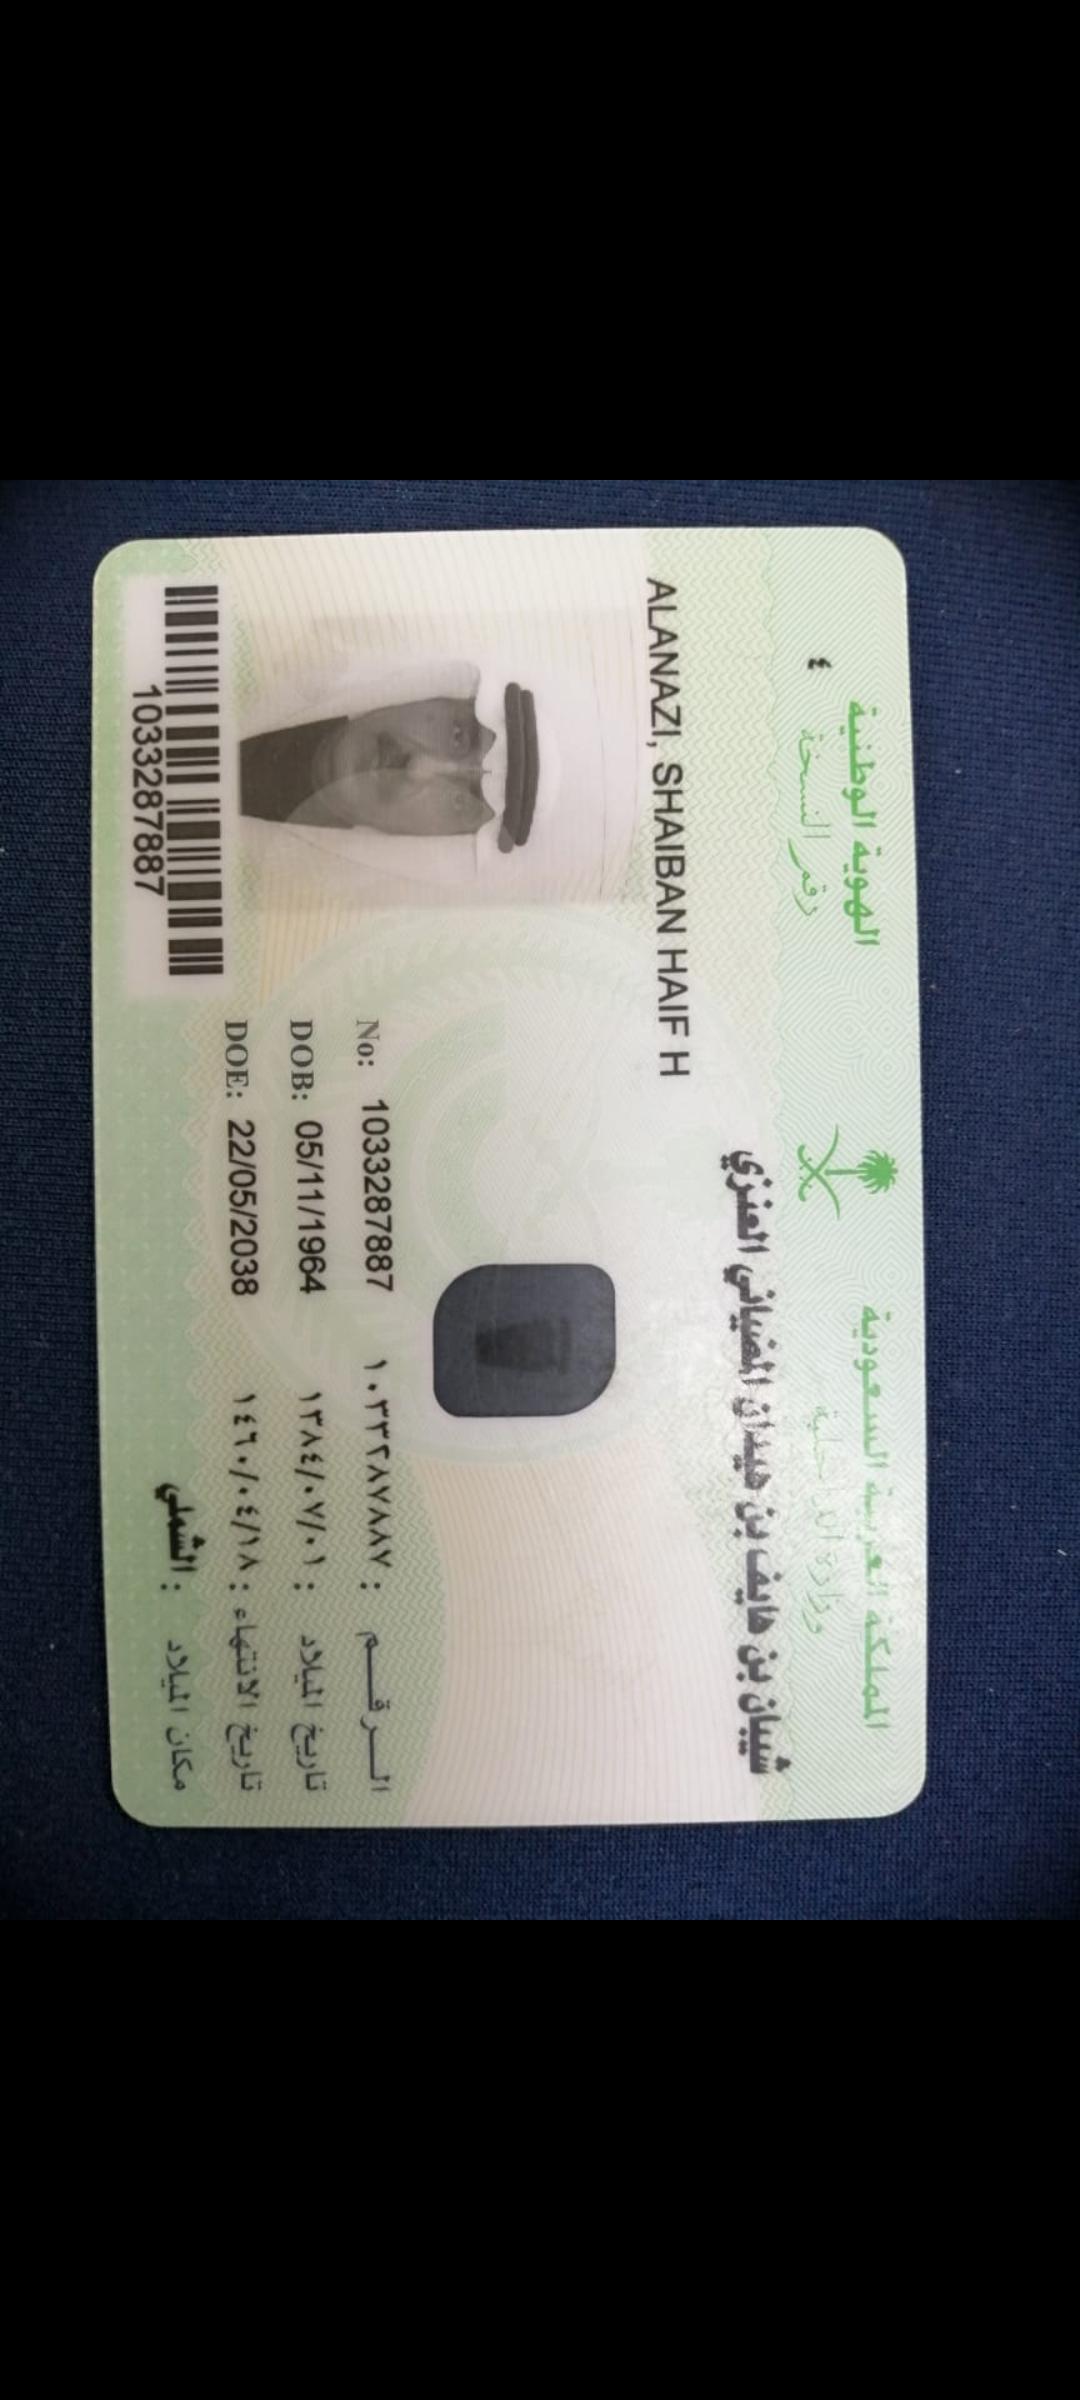 المملكة العربية السعودية
وزارة الداخلية
الهوية الوطنية
رقم النسخة ٤
شيبان بن هايف بن هيدان الضيباني العنزي
ALANAZI, SHAIBAN HAIF H
الرقم : ١٠٣٣٢٨٧٨٨٧ No: 1033287887
تاريخ الميلاد : ١٣٨٤/٠٧/٠١ DOB: 05/11/1964
تاريخ الانتهاء : ١٤٦٠/٠٤/١٨ DOE: 22/05/2038
مكان الميلاد : الشملي
1033287887